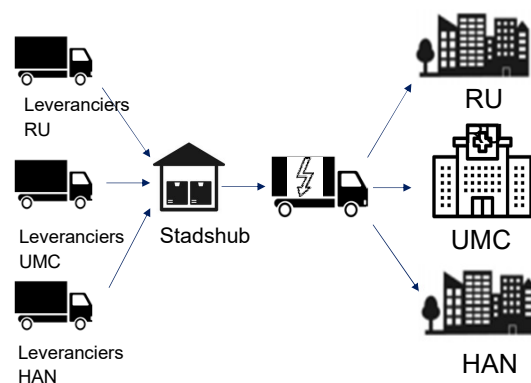 Leveranciers
RU
Leveranciers
UMC
Leveranciers
HAN
Stadshub
RU
UMC
HAN